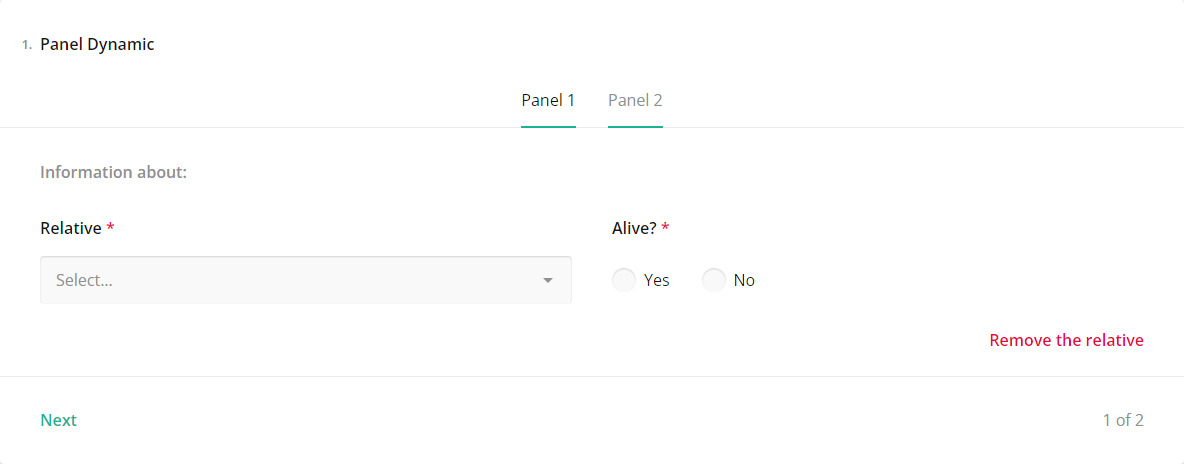 1. Panel Dynamic
Panel 1 Panel 2
Information about:
Relative * Alive? *
Select... Yes No
Remove the relative
Next 1 of 2